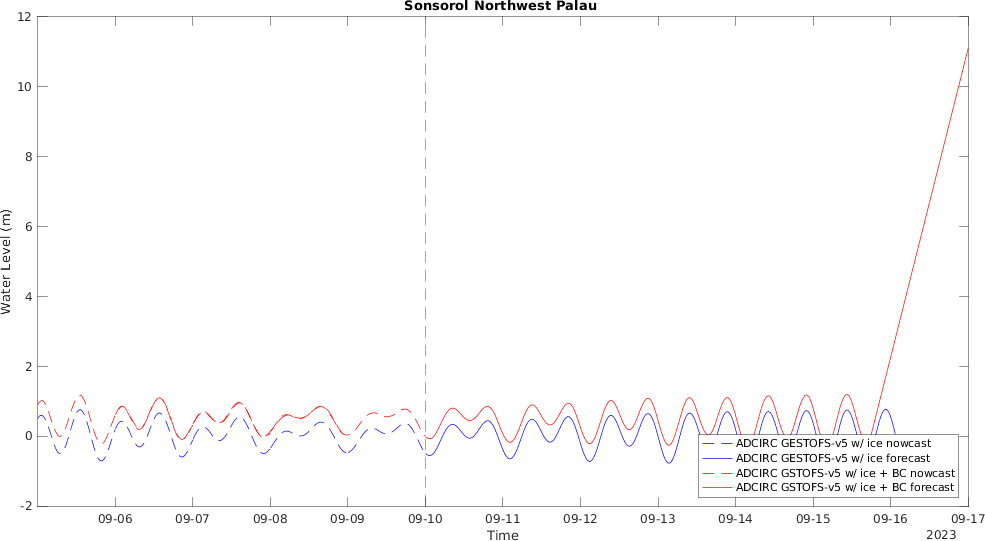 Sonsorol Northwest Palau
12
10
8
6
4
2
0
-2
Water Level (m)
ADCIRC GESTOFS-v5 w/ ice nowcast
ADCIRC GESTOFS-v5 w/ ice forecast
ADCIRC GSTOFS-v5 w/ ice + BC nowcast
ADCIRC GSTOFS-v5 w/ ice + BC forecast
09-06 09-07 09-08 09-09 09-10 09-11 09-12 09-13 09-14 09-15 09-16 09-17
Time
2023